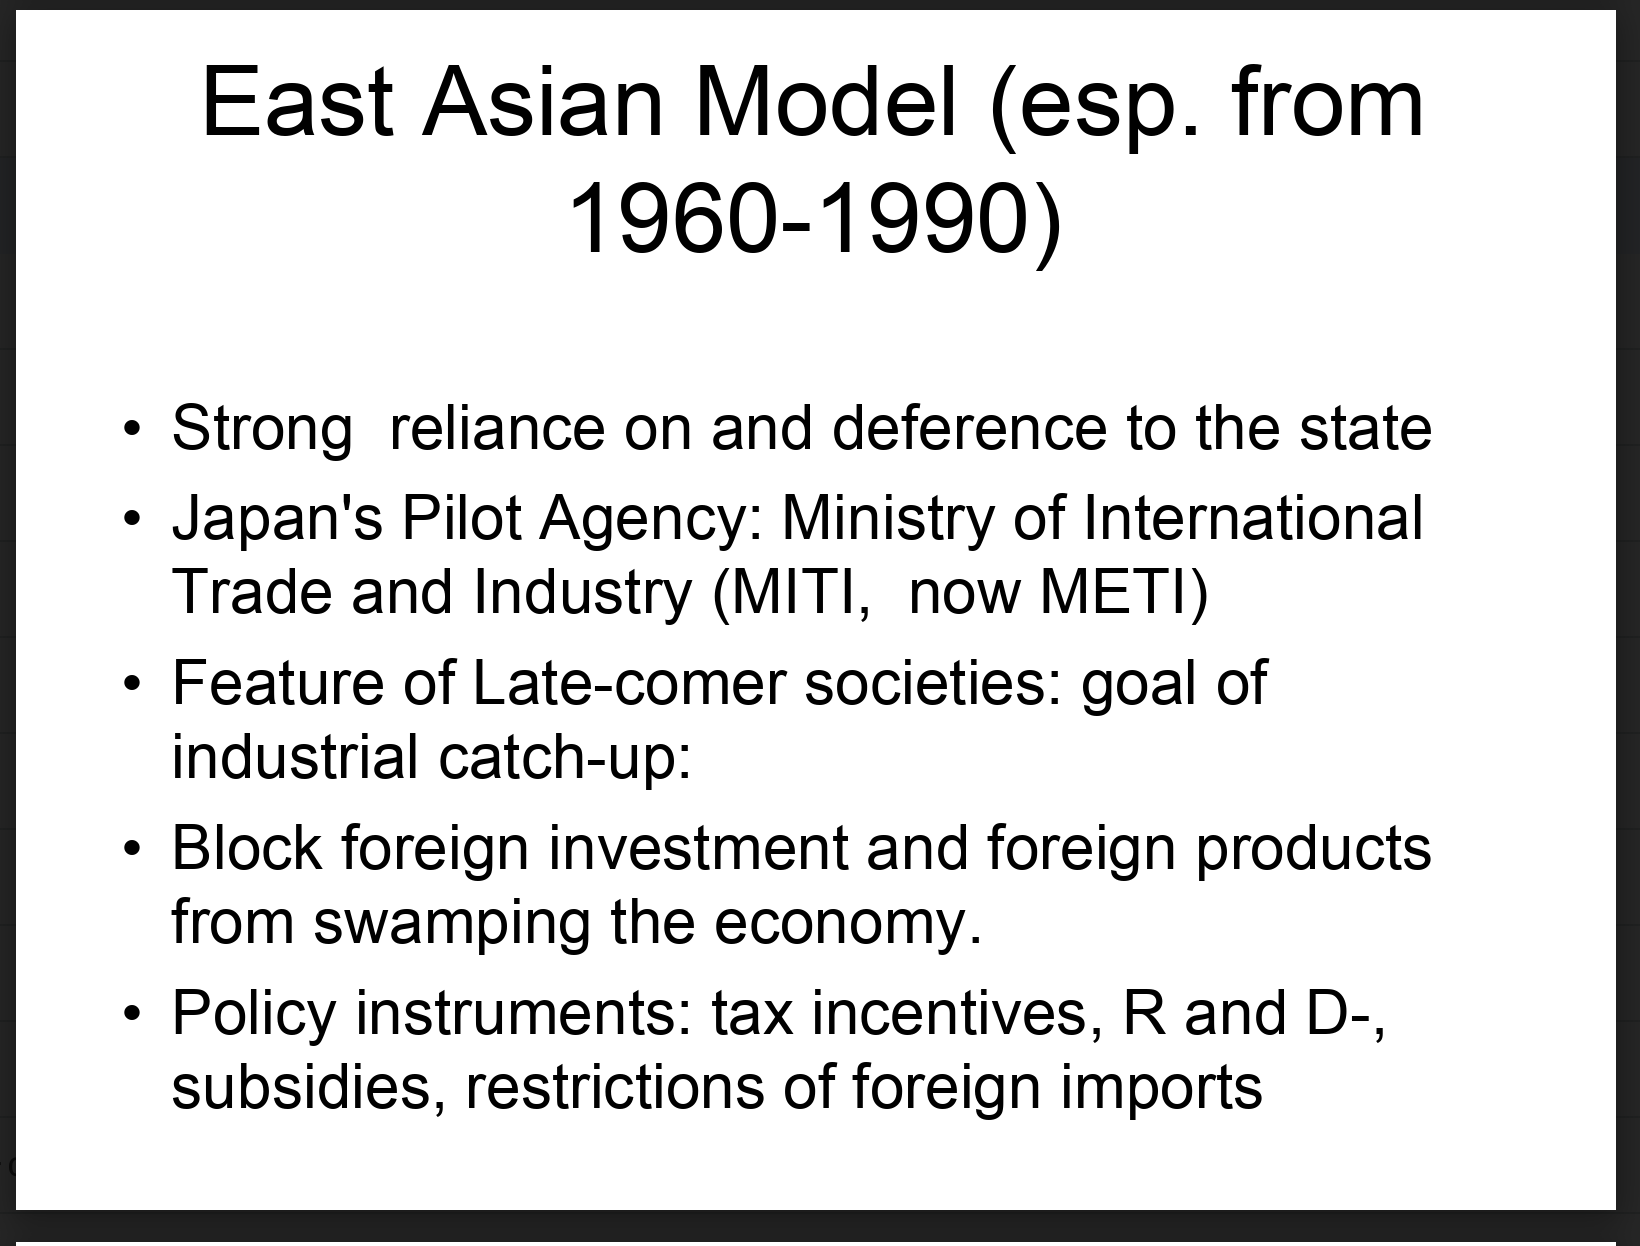 East Asian Model (esp. from
1960-1990)
• Strong  reliance on and deference to the state
• Japan's Pilot Agency: Ministry of International
Trade and Industry (MITI,  now METI)
• Feature of Late-comer societies: goal of
industrial catch-up:
• Block foreign investment and foreign products
from swamping the economy.
• Policy instruments: tax incentives, R and D-,
subsidies, restrictions of foreign imports